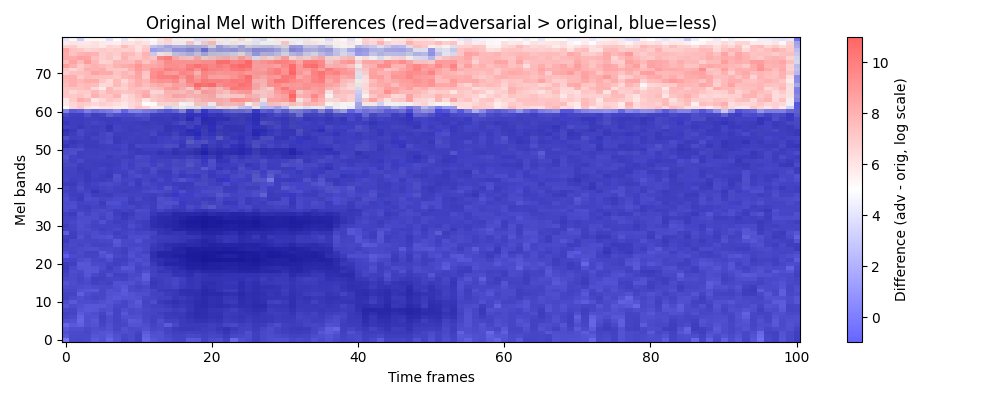 Original Mel with Differences (red=adversarial > original, blue=less)
Mel bands
70
60
50
40
30
20
10
0
0 20 40 60 80 100
Time frames
10
8
6
4
2
0
Difference (adv - orig, log scale)